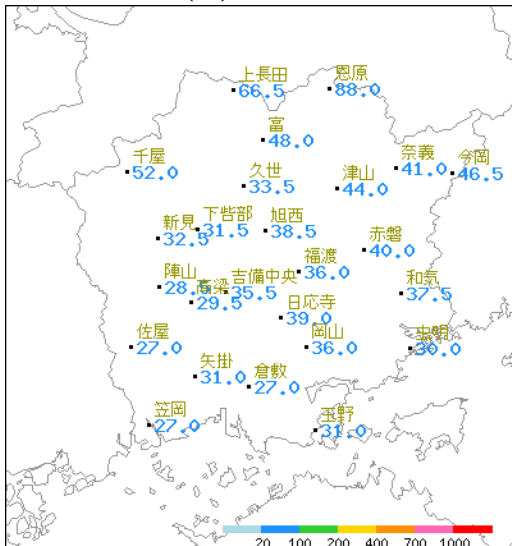 上長田
66.5
恩原
88.0
富
48.0
千屋
52.0
久世
33.5
津山
44.0
奈義
41.0
今岡
46.5
新見
32.5
下呰部
31.5
旭西
38.5
赤磐
40.0
福渡
36.0
陣山
28.5
高梁
29.5
吉備中央
35.5
和気
37.5
日応寺
39.0
佐屋
27.0
岡山
36.0
虫明
30.0
矢掛
31.0
倉敷
27.0
笠岡
27.0
玉野
31.0
20 100 200 400 700 1000